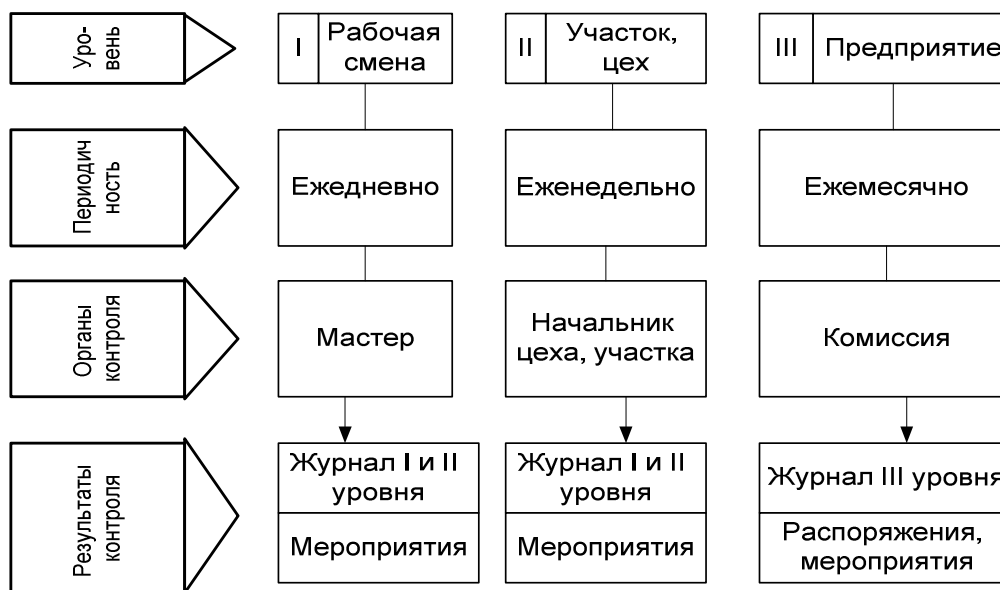 Уро-
вень
I
Рабочая
смена
II
Участок,
цех
III
Предприятие
Периодич
ность
Ежедневно
Еженедельно
Ежемесячно
Органы
контроля
Мастер
Начальник
цеха, участка
Комиссия
Результаты
контроля
Журнал I и II
уровня
Мероприятия
Журнал I и II
уровня
Мероприятия
Журнал III уровня
Распоряжения,
мероприятия